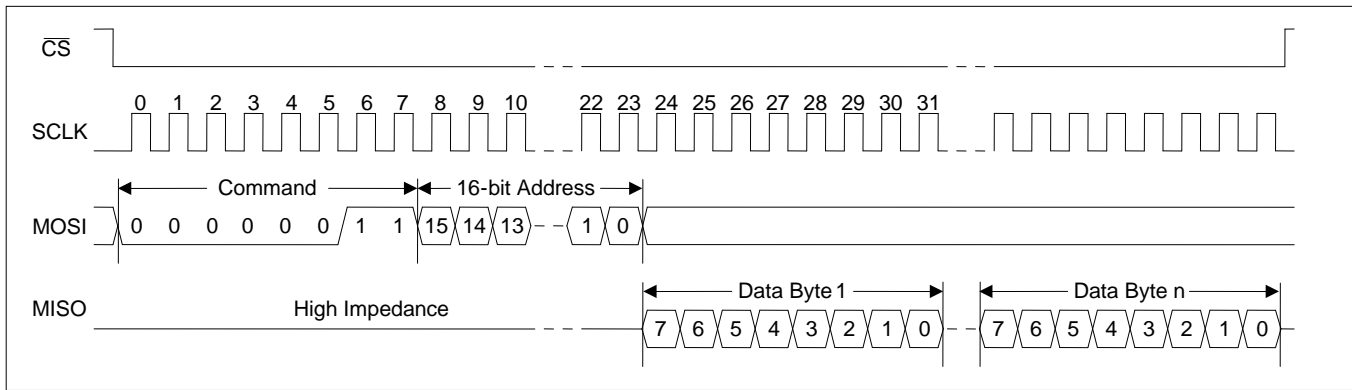 CS
0 1 2 3 4 5 6 7 8 9 10 22 23 24 25 26 27 28 29 30 31
SCLK
Command 16-bit Address
MOSI 0 0 0 0 0 0 1 1 15 14 13 1 0
Data Byte 1 Data Byte n
MISO High Impedance
7 6 5 4 3 2 1 0 7 6 5 4 3 2 1 0